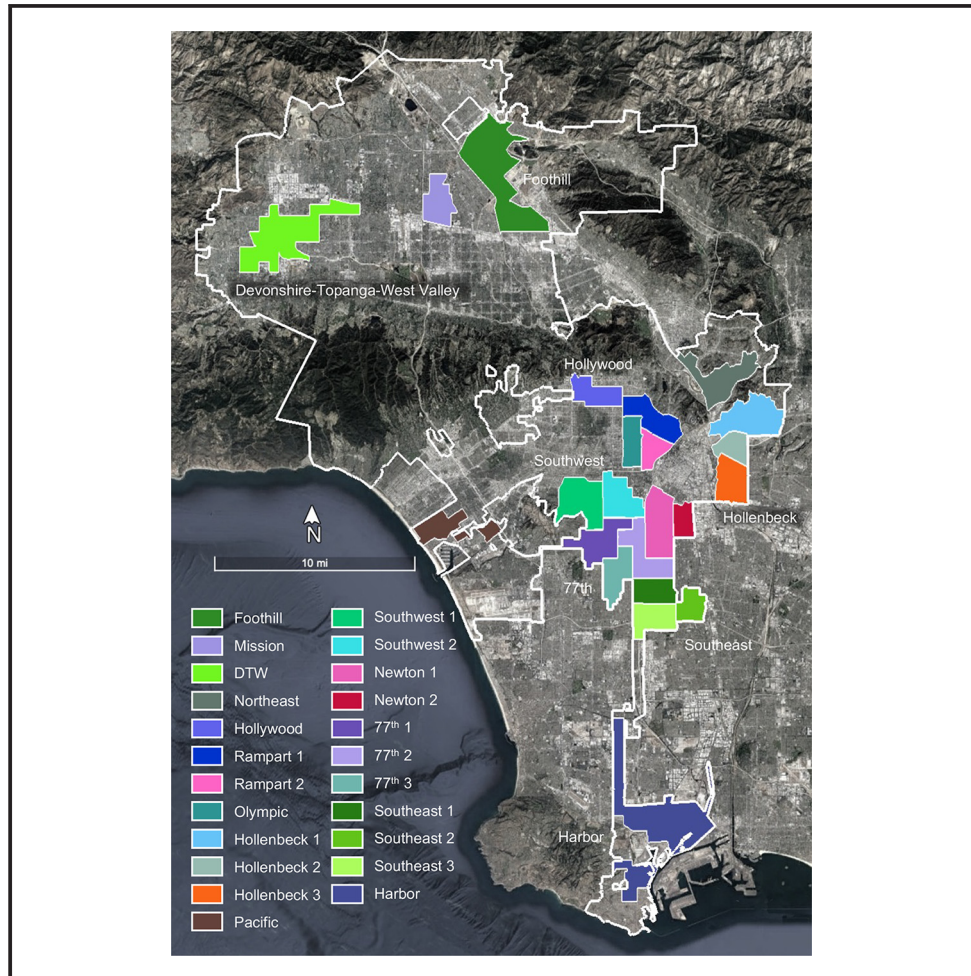 Foothill
Devonshire-Topanga-West Valley
Hollywood
Southwest
Hollenbeck
N
10 mi
77th
Southeast
Harbor
Foothill
Mission
DTW
Northeast
Hollywood
Rampart 1
Rampart 2
Olympic
Hollenbeck 1
Hollenbeck 2
Hollenbeck 3
Pacific
Southwest 1
Southwest 2
Newton 1
Newton 2
77th 1
77th 2
77th 3
Southeast 1
Southeast 2
Southeast 3
Harbor